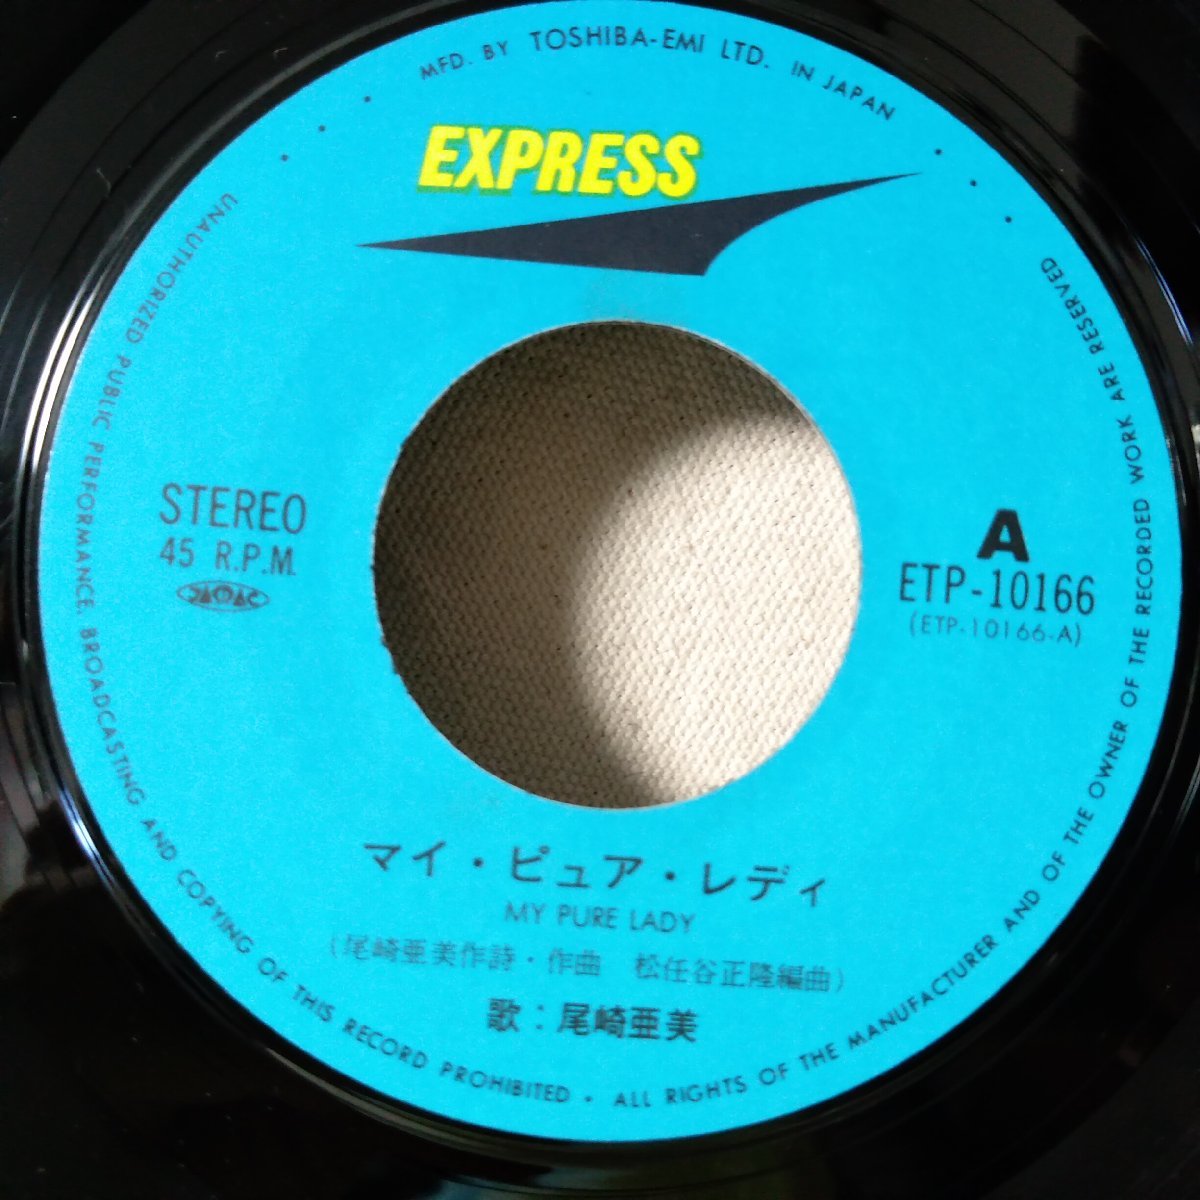 MFD. BY TOSHIBA-EMI LTD. IN JAPAN
EXPRESS
STEREO
45 R.P.M.
A
ETP-10166
(ETP-10166-A)
マイ・ピュア・レディ
MY PURE LADY
(尾崎亜美作詩・作曲 松任谷正隆編曲)
歌：尾崎亜美
UNAUTHORIZED PUBLIC PERFORMANCE, BROADCASTING AND COPYING OF THIS RECORD PROHIBITED • ALL RIGHTS OF THE MANUFACTURER AND OF THE OWNER OF THE RECORDED WORK ARE RESERVED